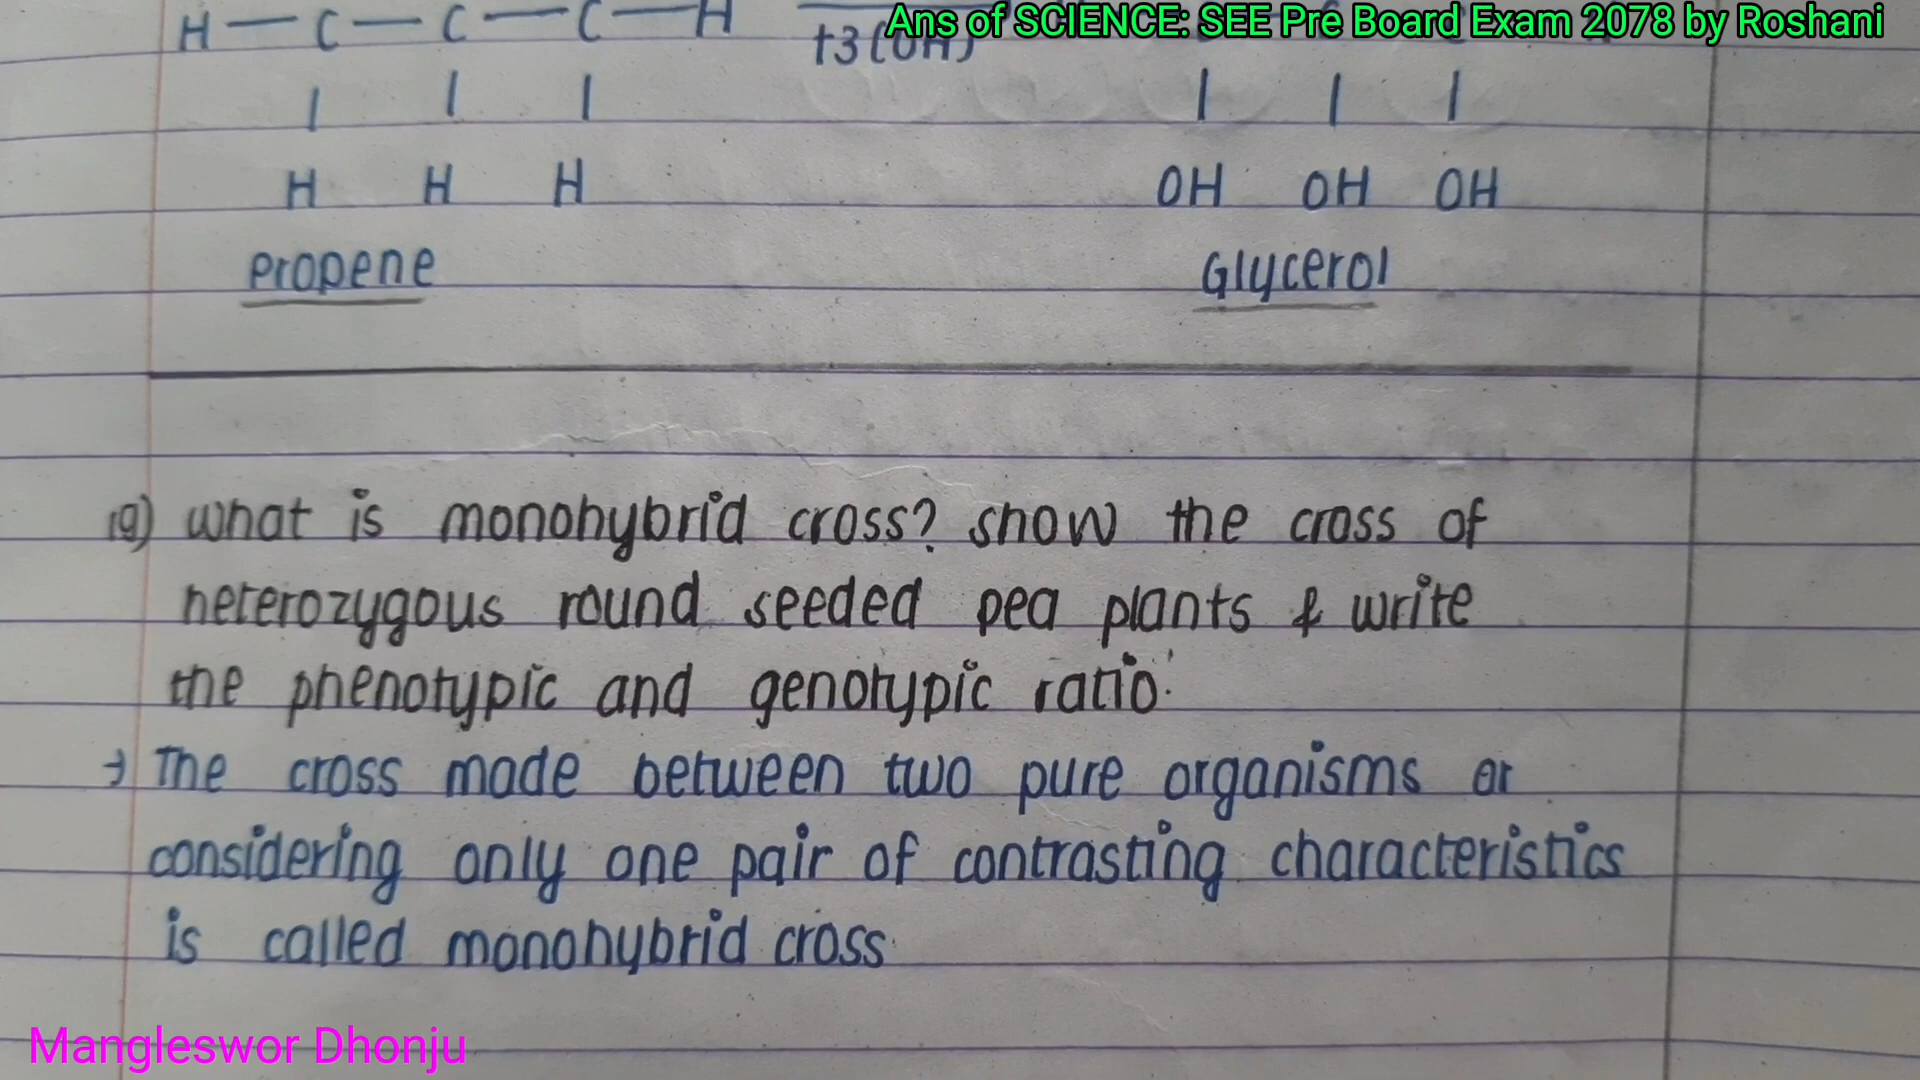 Ans of SCIENCE: SEE Pre Board Exam 2078 by Roshani
H — C — C — C — H
+3(OH)
H H H OH OH OH
Propene Glycerol
19) What is monohybrid cross? Show the cross of
heterozygous round seeded pea plants & write
the phenotypic and genotypic ratio.
→ The cross made between two pure organisms or
considering only one pair of contrasting characteristics
is called monohybrid cross.
Mangleswor Dhonju